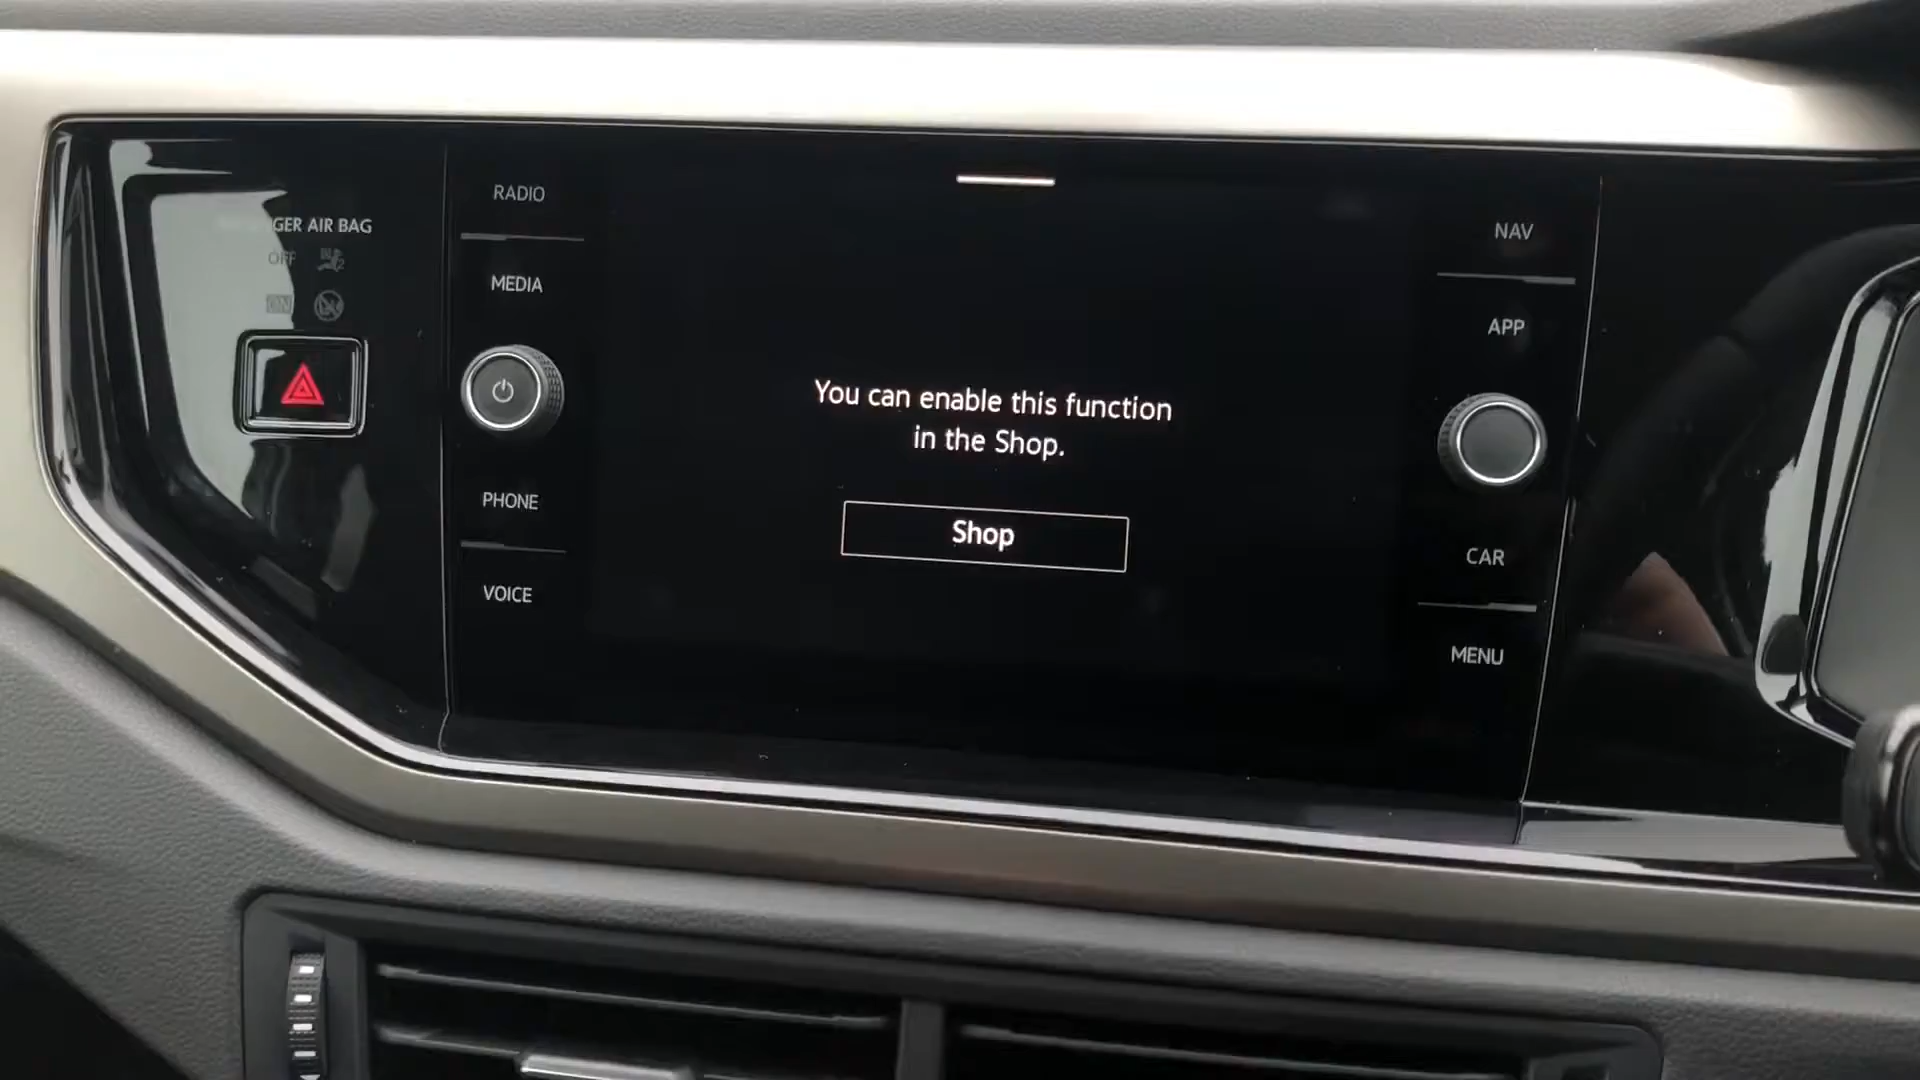 GER AIR BAG
OFF
ON
RADIO
MEDIA
PHONE
VOICE
You can enable this function
in the Shop.
Shop
NAV
APP
CAR
MENU